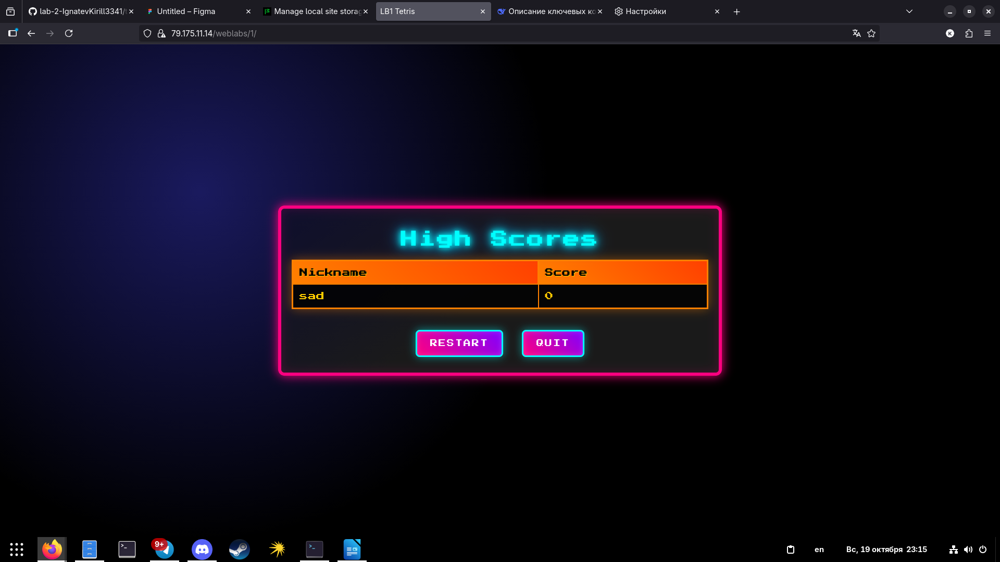 lab-2-IgnatevKirill3341/t
Untitled – Figma
Manage local site storag
LB1 Tetris
Описание ключевых ко
Настройки
79.175.11.14/weblabs/1/
K
High Scores
Nickname Score
sad 0
RESTART QUIT
9+
en
Вс, 19 октября 23:15